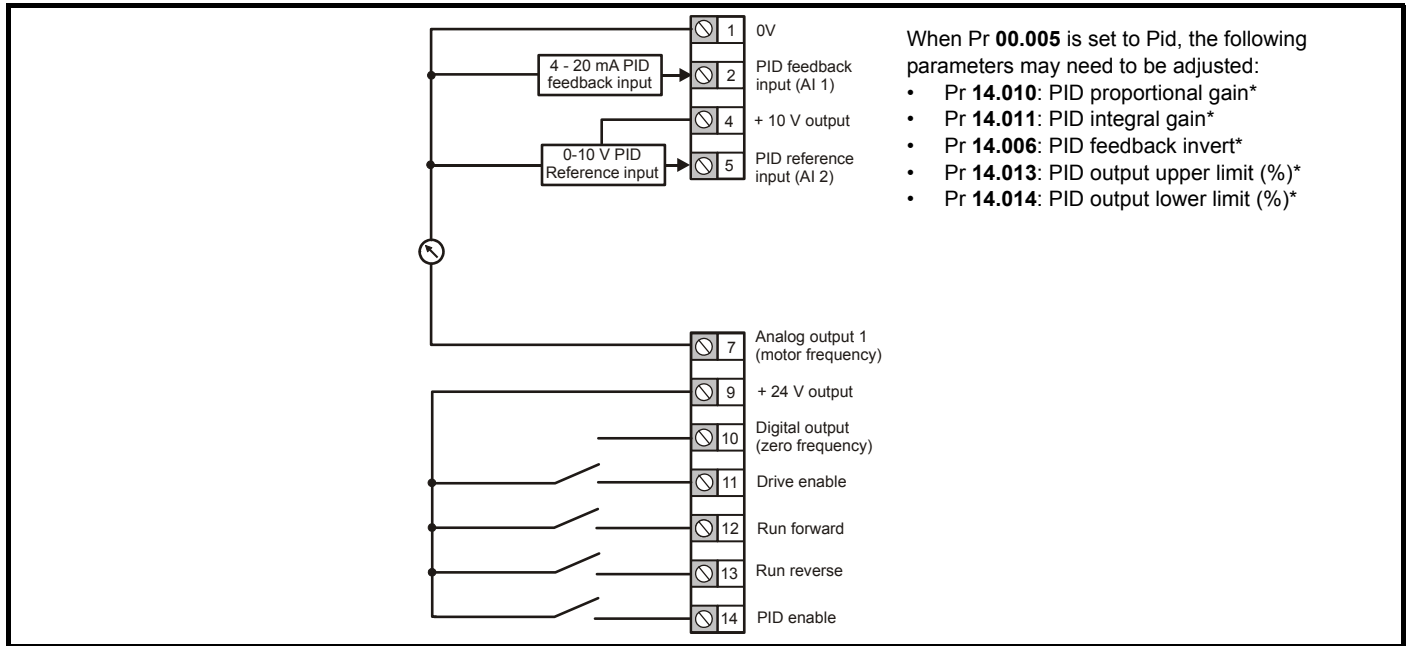 1 0V
4 - 20 mA PID
feedback input
2 PID feedback
input (AI 1)
4 + 10 V output
0-10 V PID
Reference input
5 PID reference
input (AI 2)
7 Analog output 1
(motor frequency)
9 + 24 V output
10 Digital output
(zero frequency)
11 Drive enable
12 Run forward
13 Run reverse
14 PID enable
When Pr 00.005 is set to Pid, the following
parameters may need to be adjusted:
• Pr 14.010: PID proportional gain*
• Pr 14.011: PID integral gain*
• Pr 14.006: PID feedback invert*
• Pr 14.013: PID output upper limit (%)*
• Pr 14.014: PID output lower limit (%)*